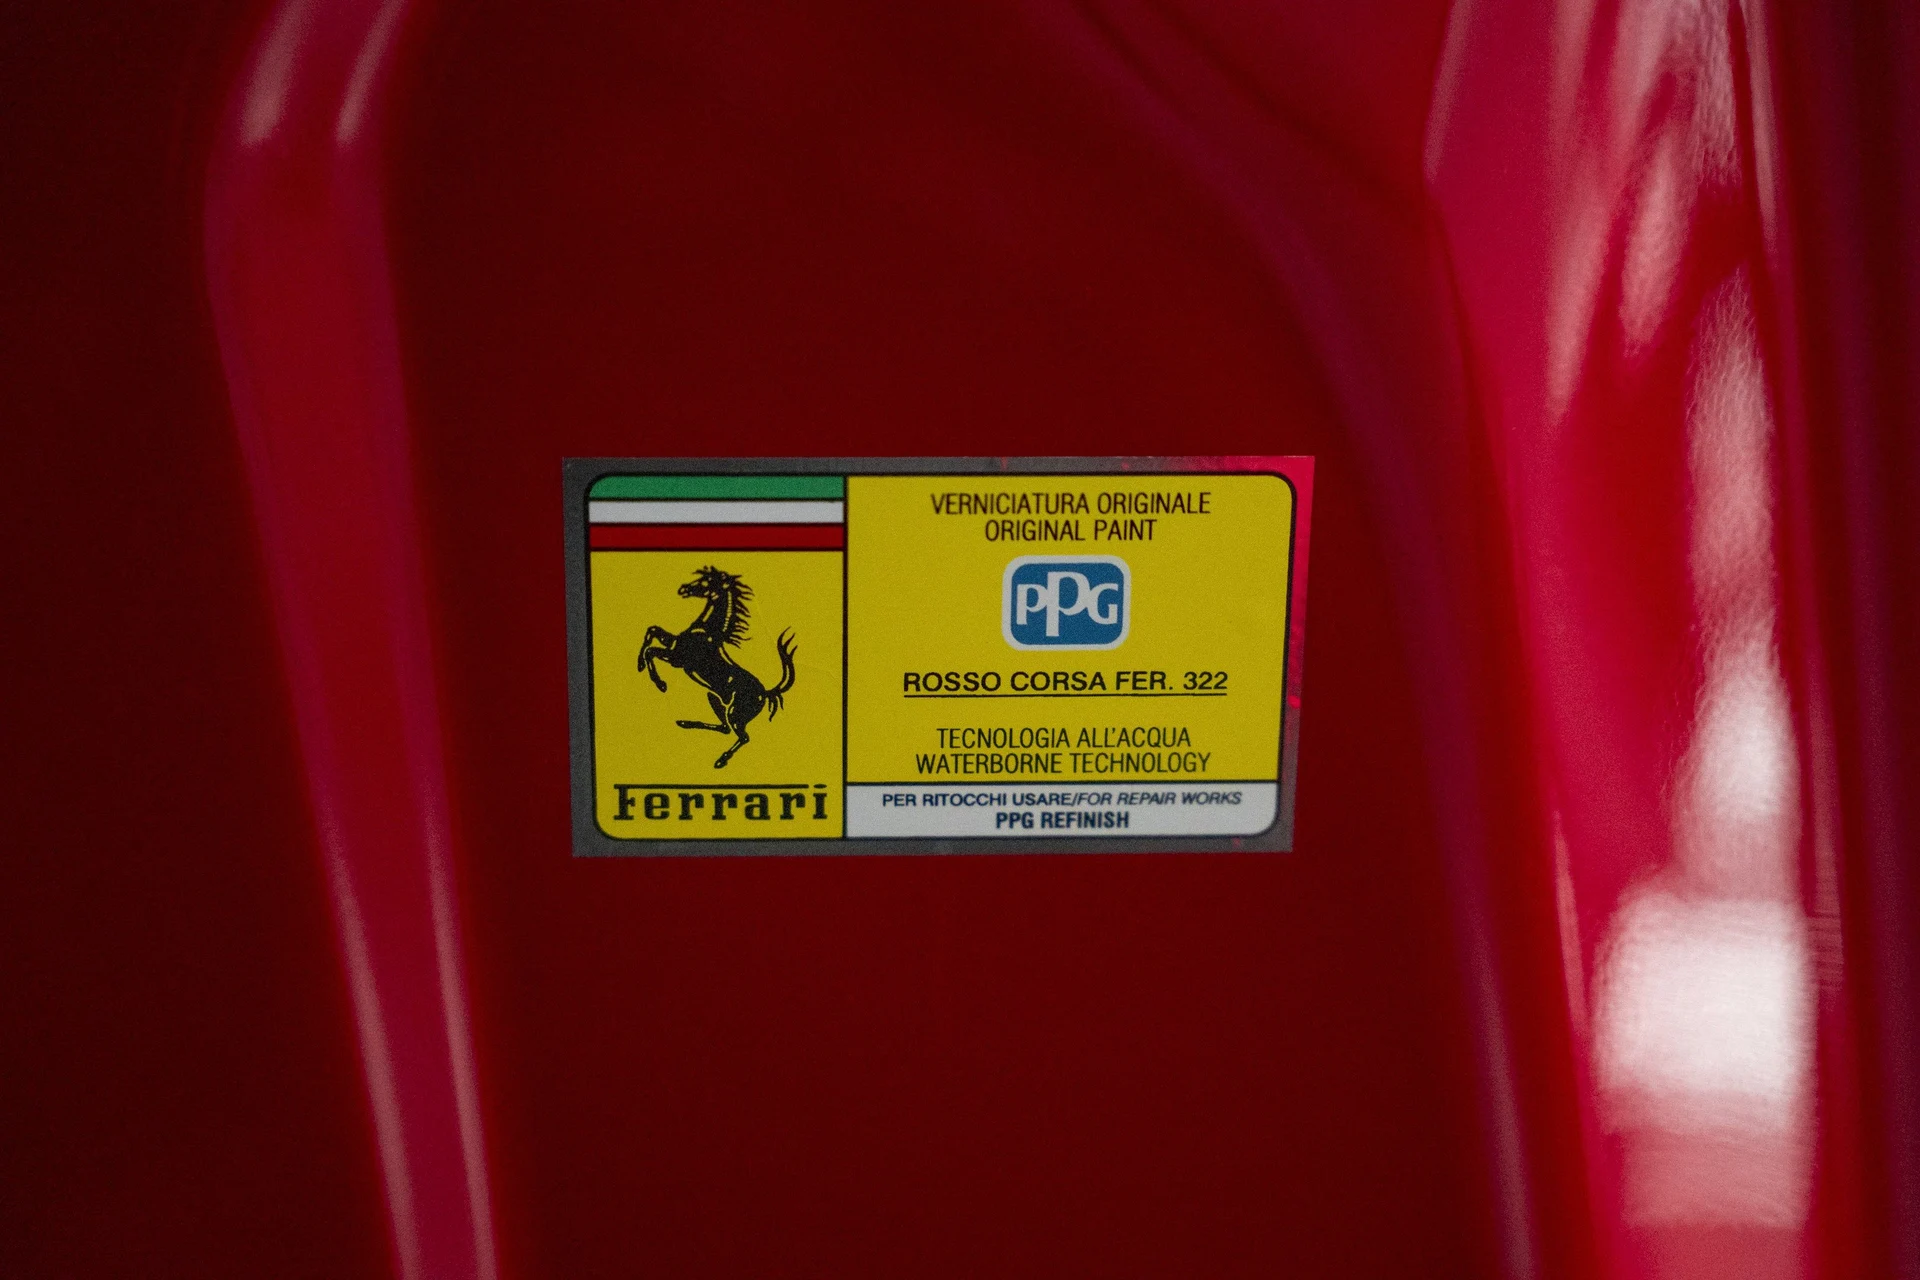 Ferrari
VERNICIATURA ORIGINALE
ORIGINAL PAINT
PPG
ROSSO CORSA FER. 322
TECNOLOGIA ALL'ACQUA
WATERBORNE TECHNOLOGY
PER RITOCCHI USARE/FOR REPAIR WORKS
PPG REFINISH